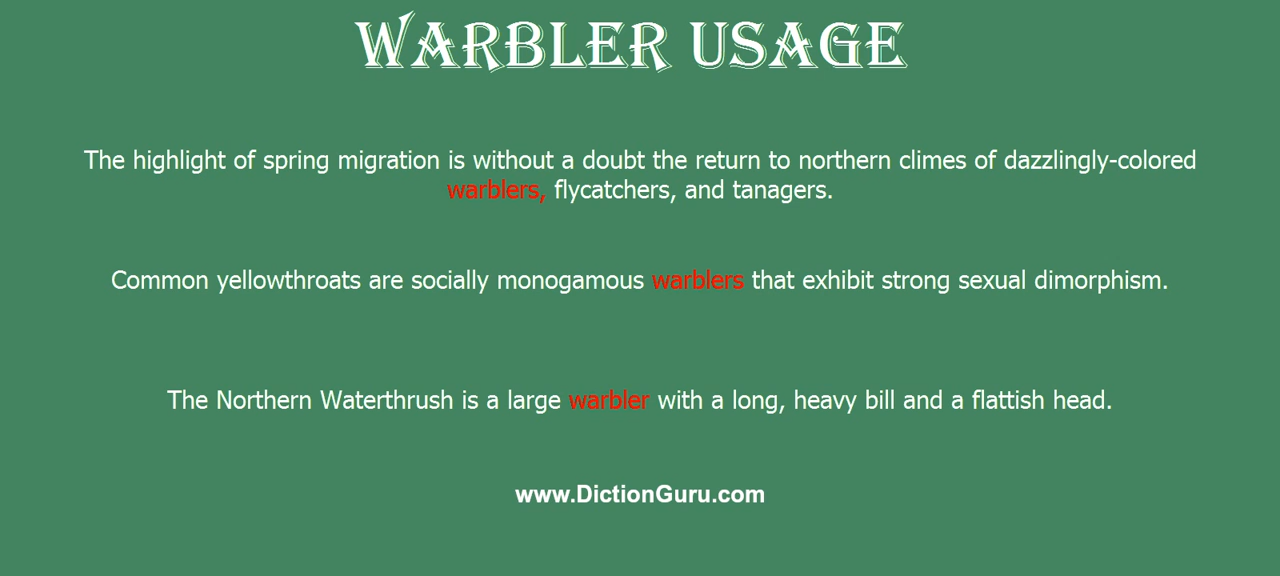 WARBLER USAGE
The highlight of spring migration is without a doubt the return to northern climes of dazzlingly-colored
warblers, flycatchers, and tanagers.
Common yellowthroats are socially monogamous warblers that exhibit strong sexual dimorphism.
The Northern Waterthrush is a large warbler with a long, heavy bill and a flattish head.
www.DictionGuru.com